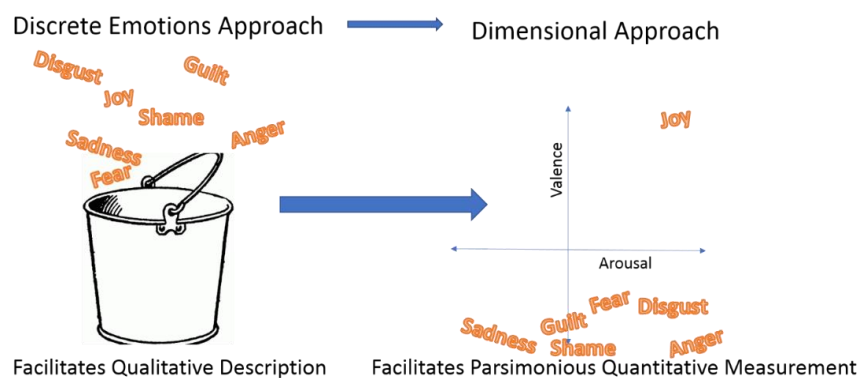 Discrete Emotions Approach
Dimensional Approach
Disgust
Guilt
Joy
Shame
Anger
Sadness
Fear
Joy
Valence
Arousal
Fear
Disgust
Guilt
Sadness
Shame
Anger
Facilitates Qualitative Description
Facilitates Parsimonious Quantitative Measurement